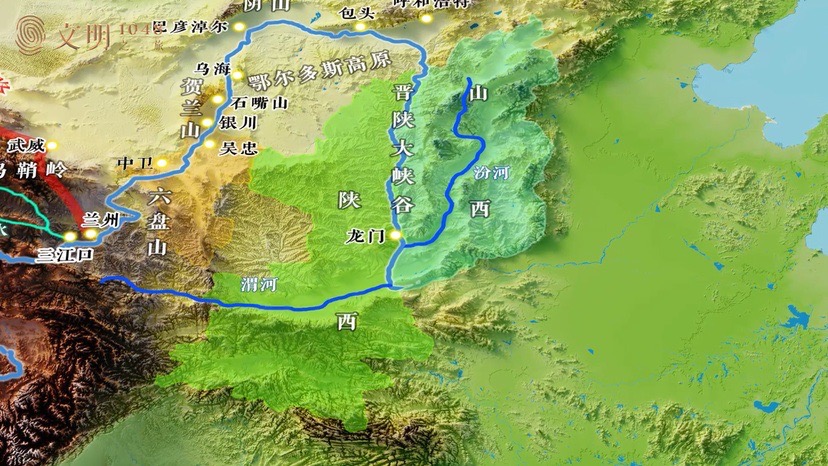 文明
阴山
呼和浩特
包头
巴彦淖尔
乌海
鄂尔多斯高原
贺兰山
石嘴山
银川
吴忠
中卫
武威
乌鞘岭
六盘山
兰州
三江口
晋陕大峡谷
山西
汾河
陕西
龙门
渭河